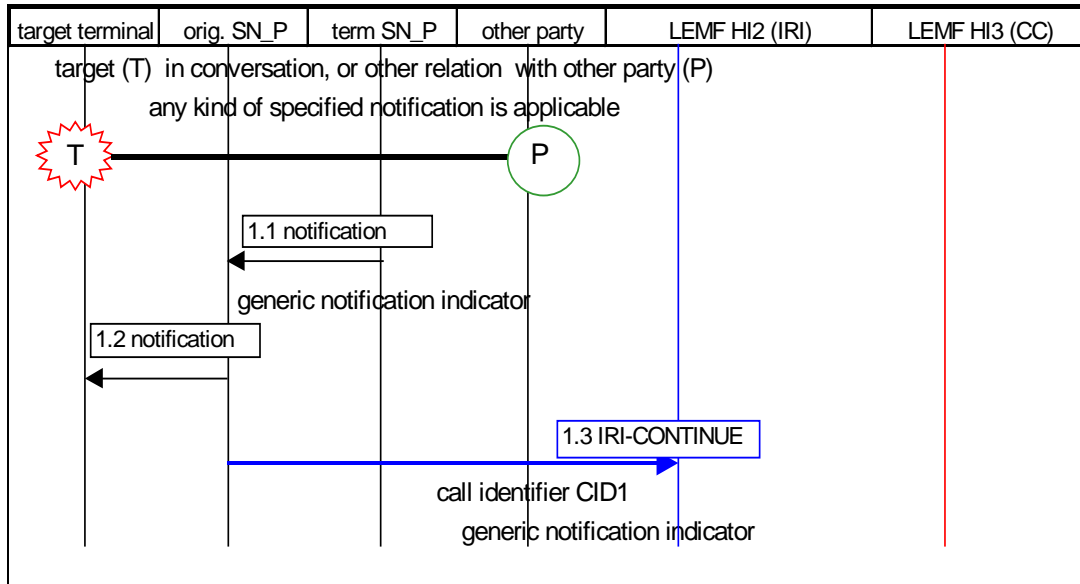 target terminal orig. SN_P term SN_P other party LEMF HI2 (IRI) LEMF HI3 (CC)
target (T) in conversation, or other relation with other party (P)
any kind of specified notification is applicable
T P
1.1 notification
generic notification indicator
1.2 notification
1.3 IRI-CONTINUE
call identifier CID1
generic notification indicator